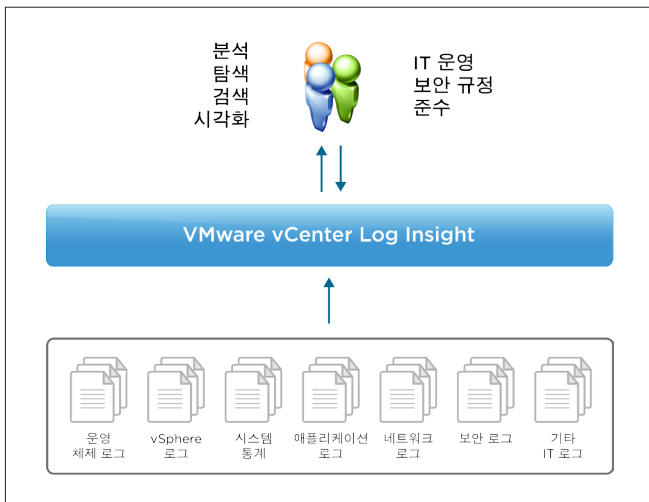 분석
탐색
검색
시각화
IT 운영
보안 규정
준수
VMware vCenter Log Insight
운영
체제 로그
vSphere
로그
시스템
통계
애플리케이션
로그
네트워크
로그
보안 로그
기타
IT 로그